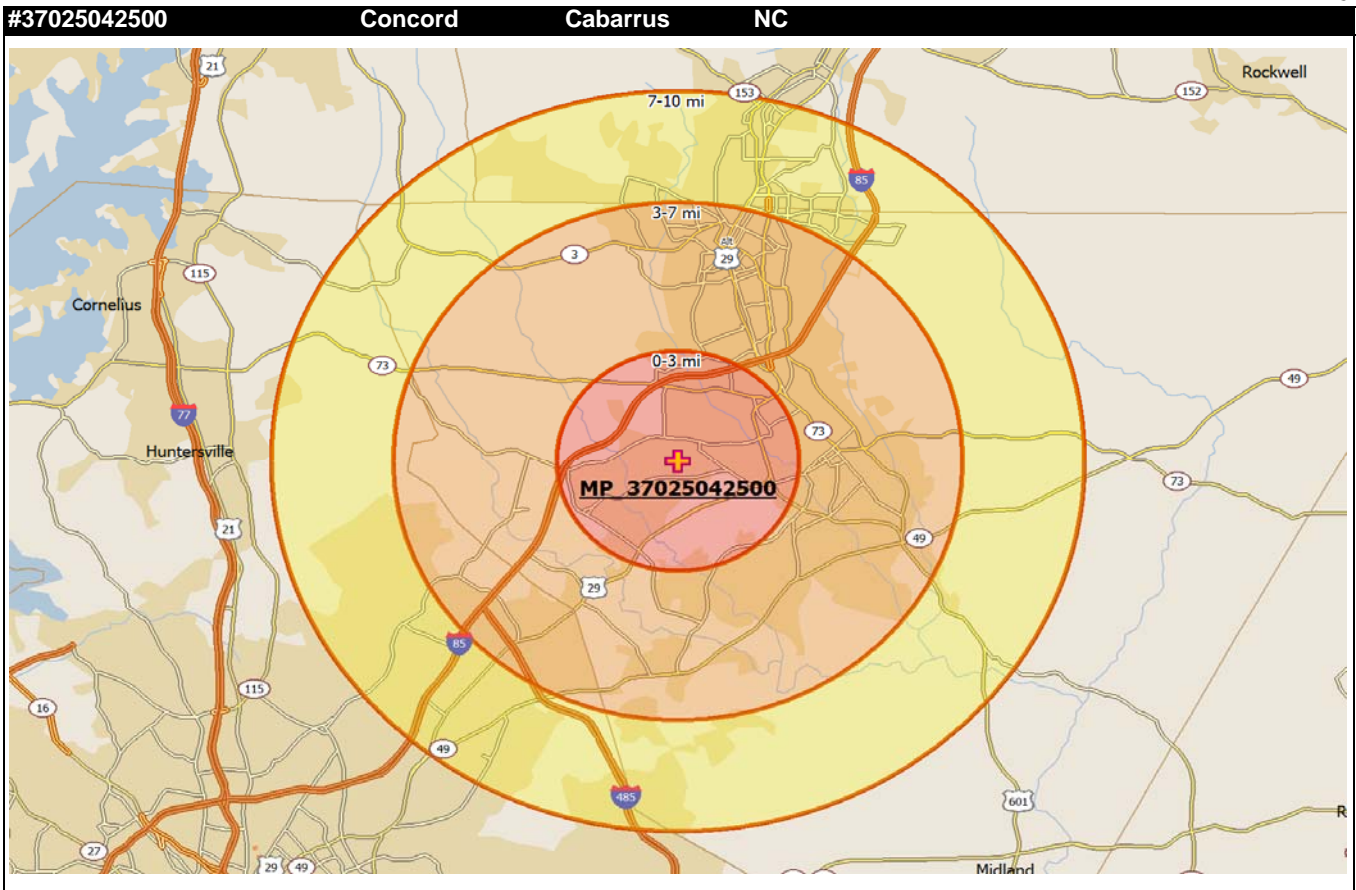 #37025042500 Concord Cabarrus NC
21
Rockwell
153
152
7-10 mi
85
3-7 mi
Alt
29
3
115
Cornelius
0-3 mi
73
49
77
73
Huntersville
MP_37025042500
73
21
49
29
85
115
16
49
485
601
27
29
49
Midland